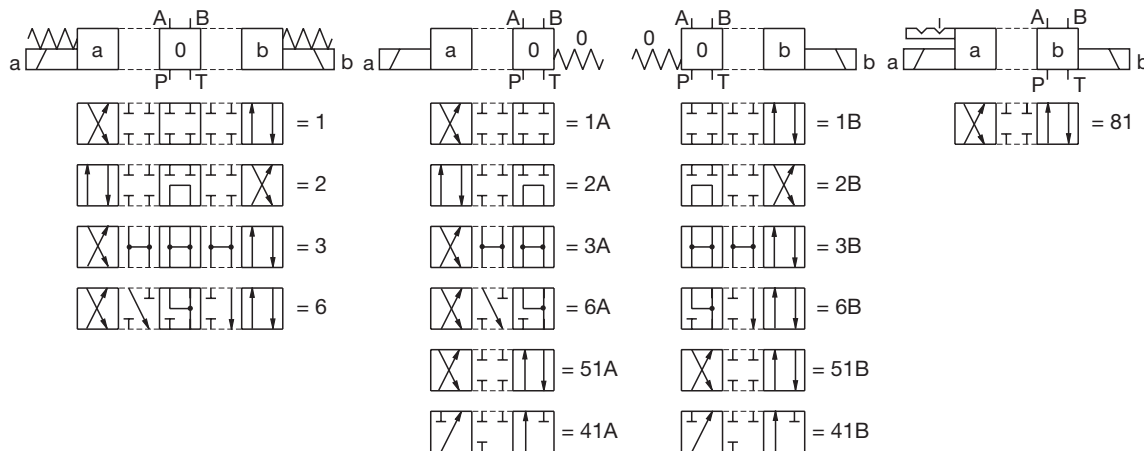 A B A B A B A B
0 0
a 0 b a 0 0 b a b
a b a b a b
P T P T P T P T
= 1 = 1A = 1B = 81
= 2 = 2A = 2B
= 3 = 3A = 3B
= 6 = 6A = 6B
= 51A = 51B
= 41A = 41B